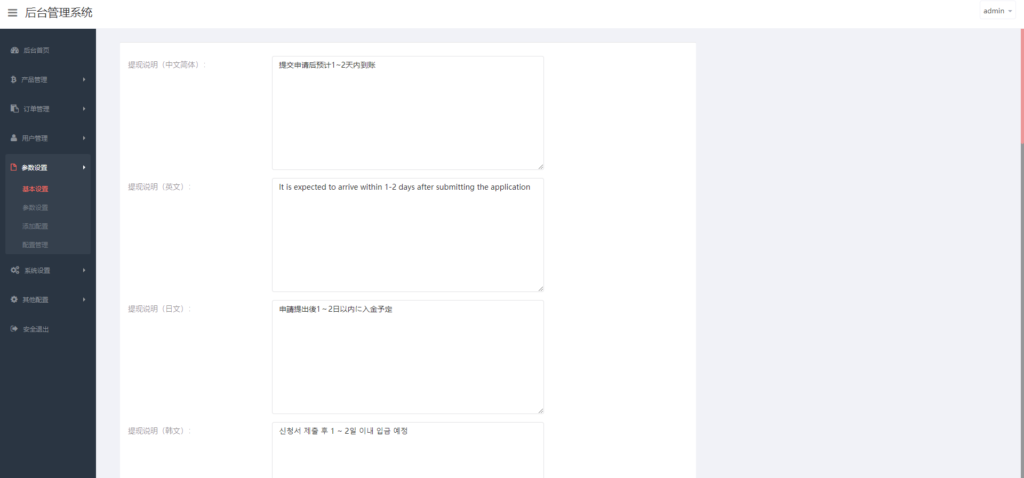 后台管理系统
admin
后台首页
产品管理
订单管理
用户管理
参数设置
基本设置
参数设置
添加配置
配置管理
系统设置
其他配置
安全退出
提现说明（中文简体）：
提交申请后预计1~2天内到账
提现说明（英文）：
It is expected to arrive within 1-2 days after submitting the application
提现说明（日文）：
申請提出後1～2日以内に入金予定
提现说明（韩文）：
신청서 제출 후 1 ~ 2일 이내 입금 예정